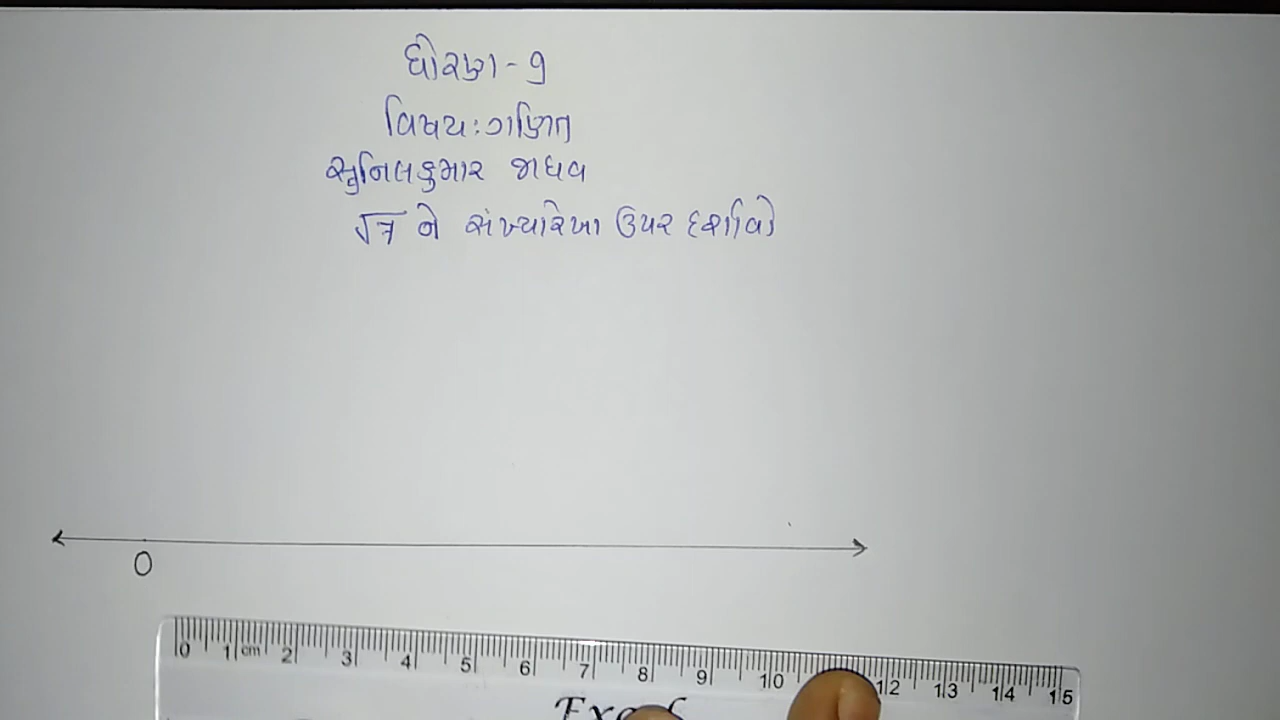 ધોરણ - 9
વિષય : ગણિત
સુનિલકુમાર જાધવ
ને સંખ્યારેખા ઉપર દર્શાવો
0
0 1 cm 2 3 4 5 6 7 8 9 10 12 13 14 15